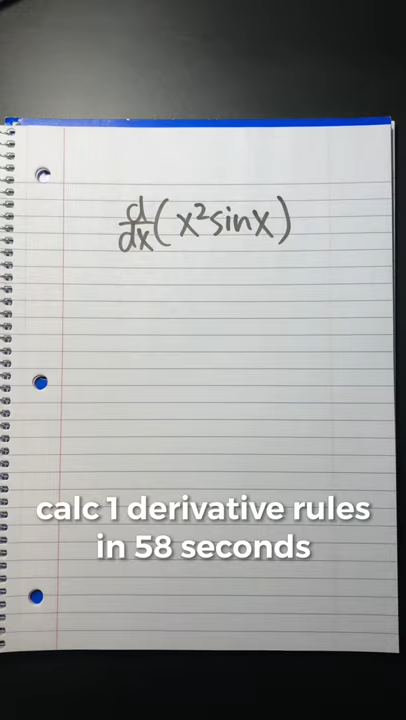 d/dx (x²sinx)
calc 1 derivative rules
in 58 seconds